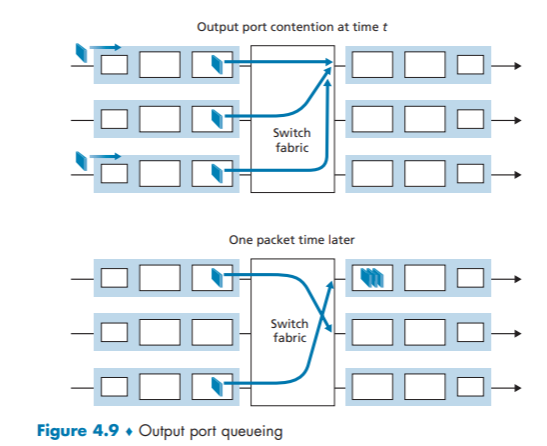 Output port contention at time t
Switch
fabric
One packet time later
Switch
fabric
Figure 4.9 ♦ Output port queueing